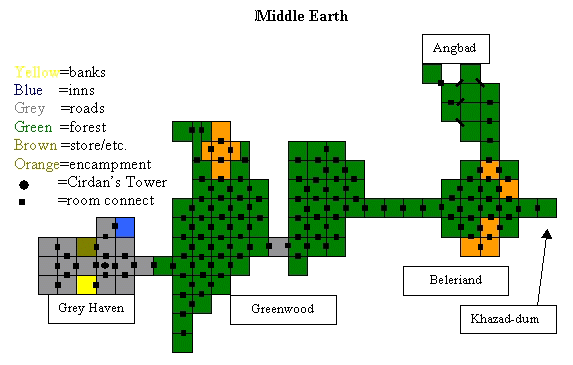 Middle Earth
Angbad
Yellow=banks
Blue =inns
Grey =roads
Green =forest
Brown =store/etc.
Orange=encampment
=Cirdan's Tower
=room connect
Beleriand
Grey Haven
Greenwood
Khazad-dum